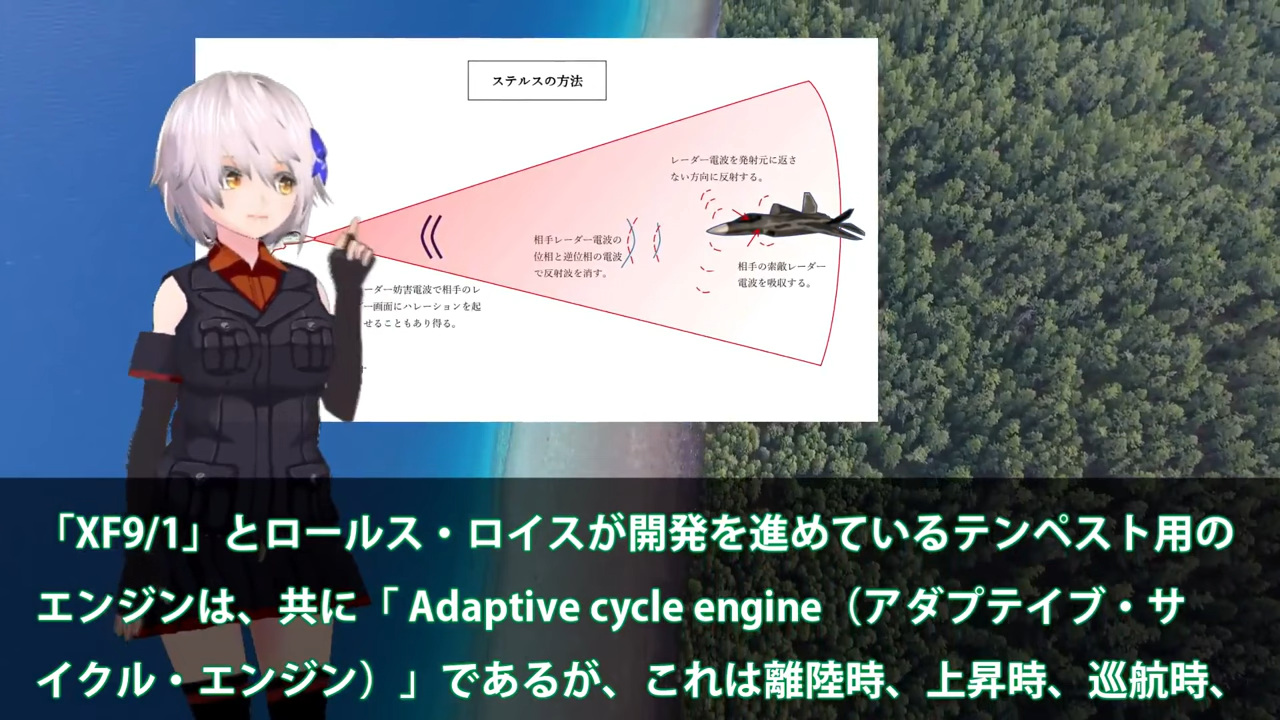 ステルスの方法
レーダー電波を発射元に返さ
ない方向に反射する。
相手レーダー電波の
位相と逆位相の電波
で反射波を消す。
相手の索敵レーダー
電波を吸収する。
ーダー妨害電波で相手のレ
ー画面にハレーションを起
せることもあり得る。
「XF9/1」とロールス・ロイスが開発を進めているテンペスト用の
エンジンは、共に「 Adaptive cycle engine（アダプテイブ・サ
イクル・エンジン）」であるが、これは離陸時、上昇時、巡航時、